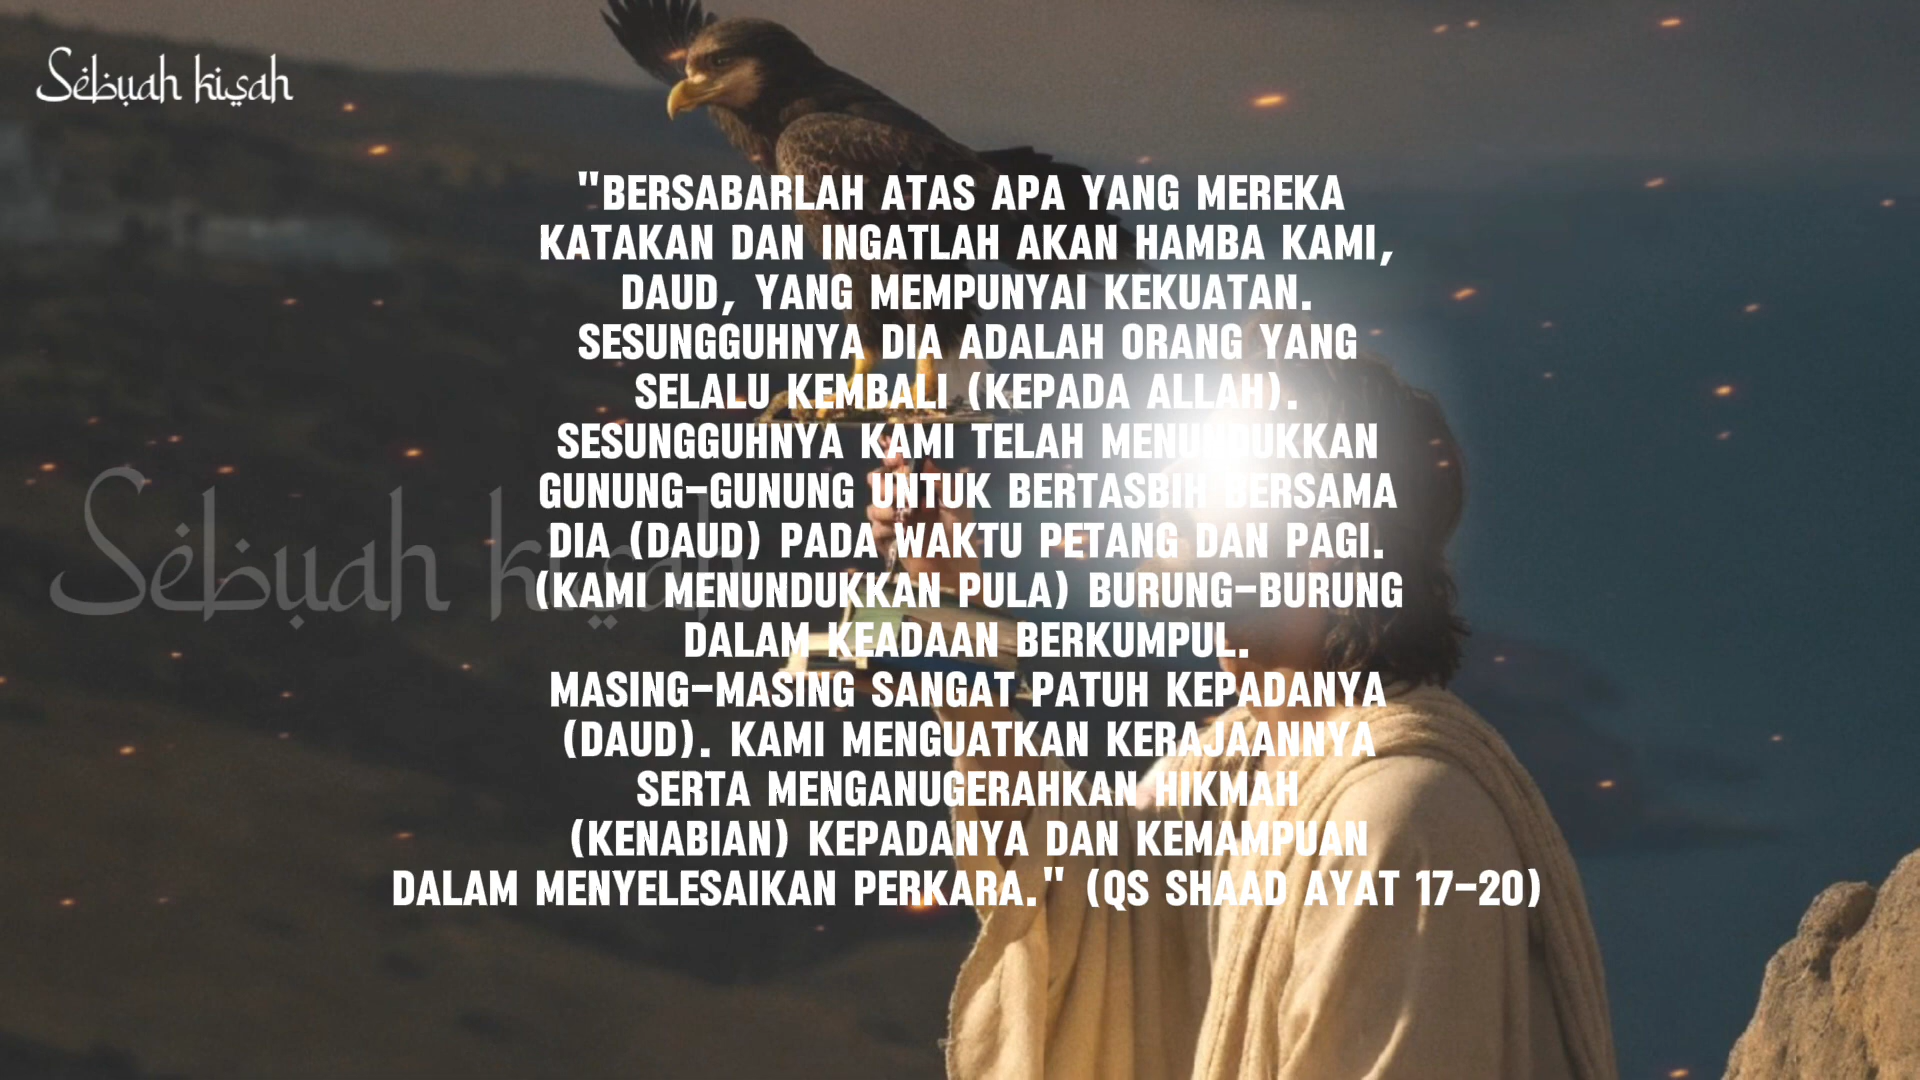 Sebuah kisah
"BERSABARLAH ATAS APA YANG MEREKA
KATAKAN DAN INGATLAH AKAN HAMBA KAMI,
DAUD, YANG MEMPUNYAI KEKUATAN.
SESUNGGUHNYA DIA ADALAH ORANG YANG
SELALU KEMBALI (KEPADA ALLAH).
SESUNGGUHNYA KAMI TELAH MENUNDUKKAN
GUNUNG-GUNUNG UNTUK BERTASBIH BERSAMA
DIA (DAUD) PADA WAKTU PETANG DAN PAGI.
(KAMI MENUNDUKKAN PULA) BURUNG-BURUNG
DALAM KEADAAN BERKUMPUL.
MASING-MASING SANGAT PATUH KEPADANYA
(DAUD). KAMI MENGUATKAN KERAJAANNYA
SERTA MENGANUGERAHKAN HIKMAH
(KENABIAN) KEPADANYA DAN KEMAMPUAN
DALAM MENYELESAIKAN PERKARA." (QS SHAAD AYAT 17-20)
Sebuah kisah